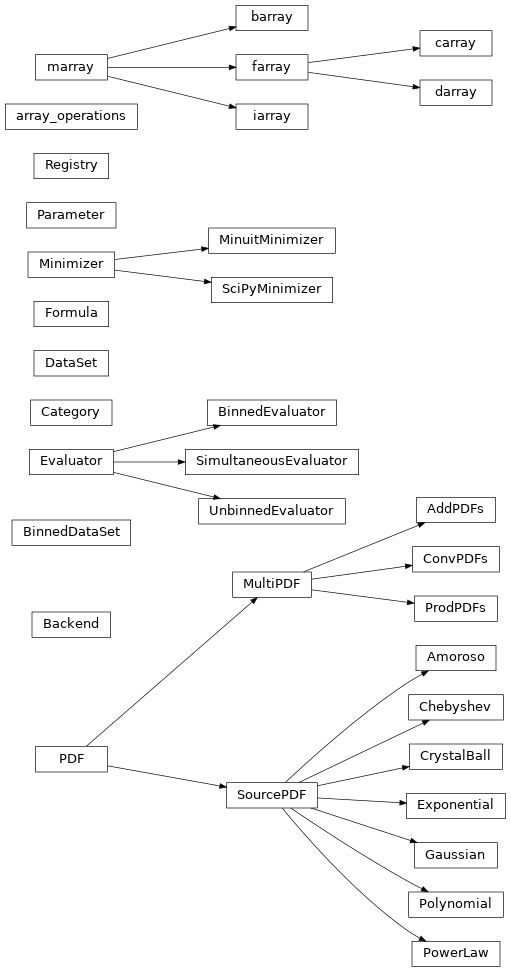 barray
carray
marray
farray
darray
array_operations
iarray
Registry
Parameter
MinuitMinimizer
Minimizer
SciPyMinimizer
Formula
DataSet
Category
BinnedEvaluator
Evaluator
SimultaneousEvaluator
UnbinnedEvaluator
AddPDFs
BinnedDataSet
ConvPDFs
MultiPDF
ProdPDFs
Backend
Amoroso
Chebyshev
PDF
CrystalBall
SourcePDF
Exponential
Gaussian
Polynomial
PowerLaw